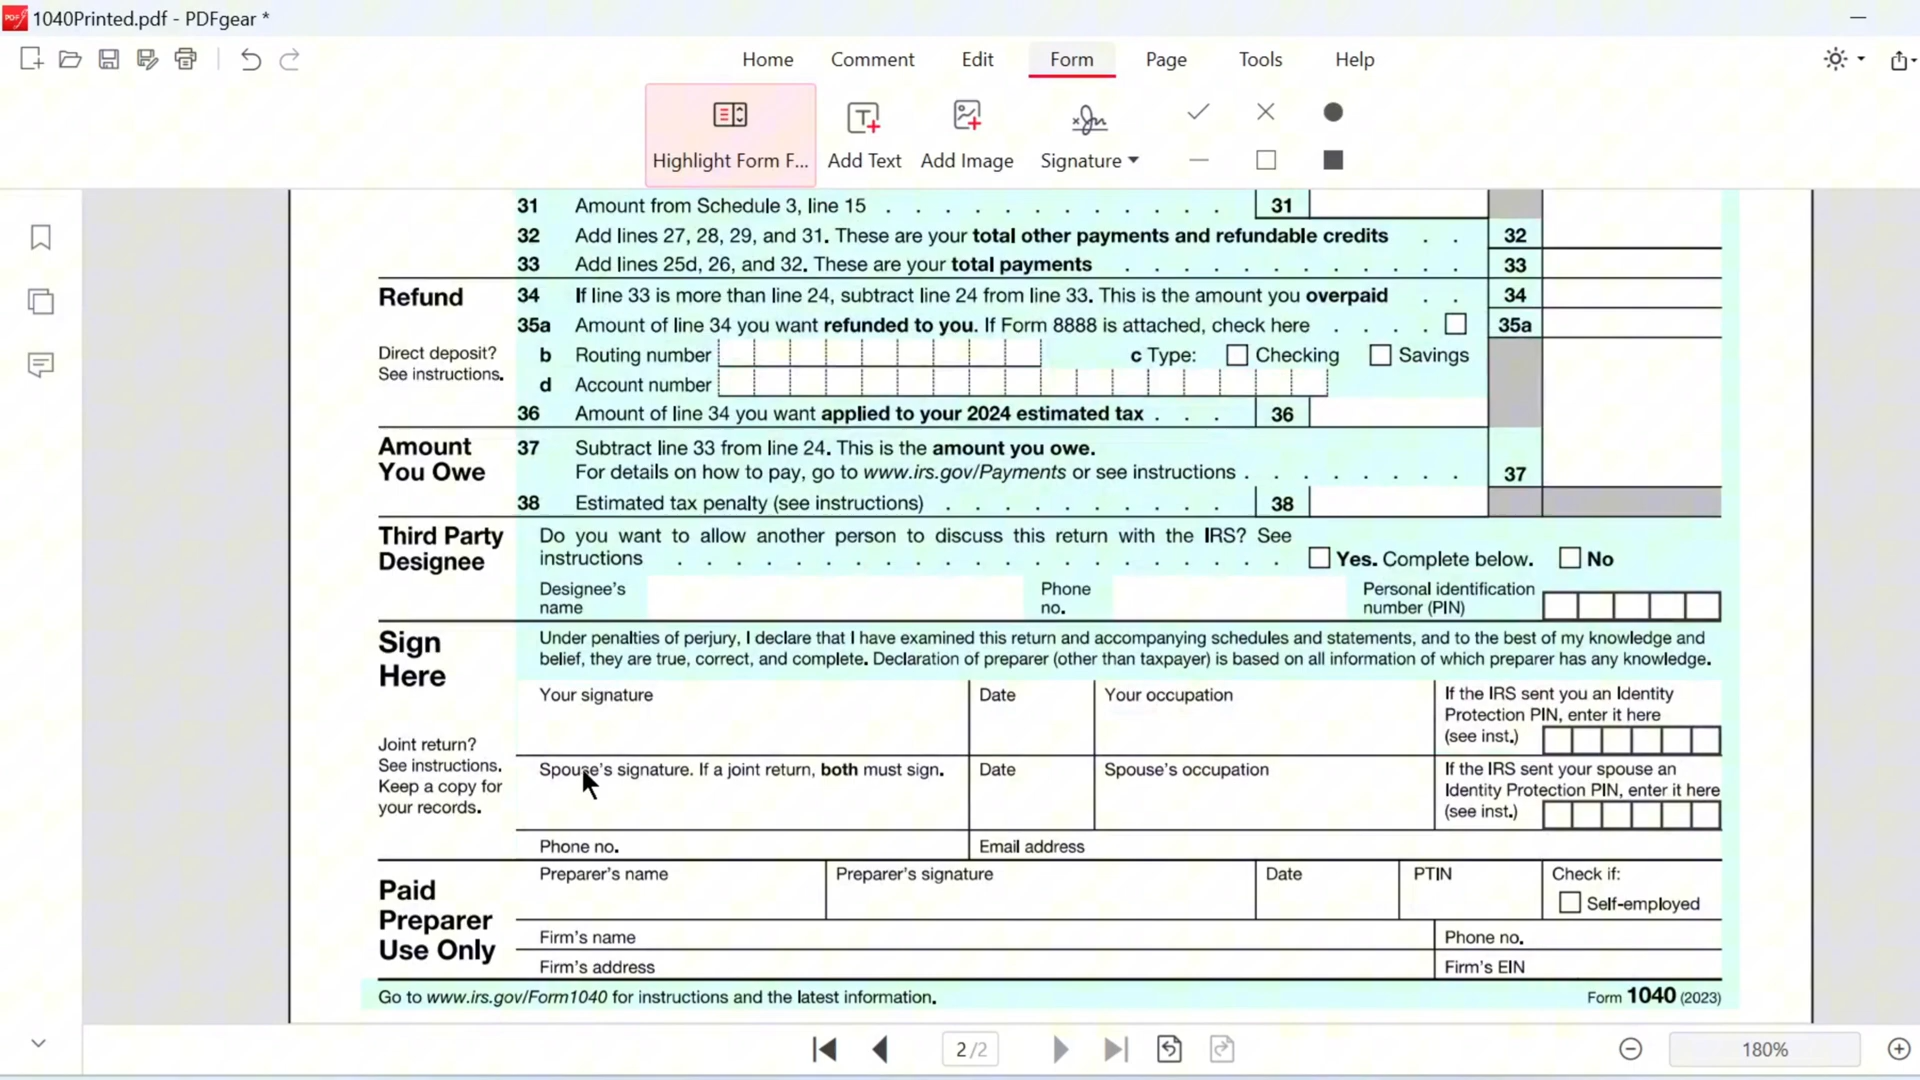 1040Printed.pdf - PDFgear *
Home Comment Edit Form Page Tools Help
Highlight Form F... Add Text Add Image Signature
31 Amount from Schedule 3, line 15 . . . . . . . . . . . . 31
32 Add lines 27, 28, 29, and 31. These are your total other payments and refundable credits . . 32
33 Add lines 25d, 26, and 32. These are your total payments . . . . . . . . . . . . 33
Refund 34 If line 33 is more than line 24, subtract line 24 from line 33. This is the amount you overpaid . . 34
35a Amount of line 34 you want refunded to you. If Form 8888 is attached, check here . . . . 35a
Direct deposit? b Routing number c Type: Checking Savings
See instructions. d Account number
36 Amount of line 34 you want applied to your 2024 estimated tax . . . 36
Amount 37 Subtract line 33 from line 24. This is the amount you owe.
You Owe For details on how to pay, go to www.irs.gov/Payments or see instructions . . . . . . . 37
38 Estimated tax penalty (see instructions) . . . . . . . . . . 38
Third Party Do you want to allow another person to discuss this return with the IRS? See
Designee instructions . . . . . . . . . . . . . . . . . . Yes. Complete below. No
Designee's Phone Personal identification
name no. number (PIN)
Sign Under penalties of perjury, I declare that I have examined this return and accompanying schedules and statements, and to the best of my knowledge and
Here belief, they are true, correct, and complete. Declaration of preparer (other than taxpayer) is based on all information of which preparer has any knowledge.
Your signature Date Your occupation If the IRS sent you an Identity
Protection PIN, enter it here
Joint return? (see inst.)
See instructions. Spouse's signature. If a joint return, both must sign. Date Spouse's occupation If the IRS sent your spouse an
Keep a copy for Identity Protection PIN, enter it here
your records. (see inst.)
Phone no. Email address
Paid Preparer's name Preparer's signature Date PTIN Check if:
Preparer Self-employed
Use Only Firm's name Phone no.
Firm's address Firm's EIN
Go to www.irs.gov/Form1040 for instructions and the latest information. Form 1040 (2023)
2 /2 180%